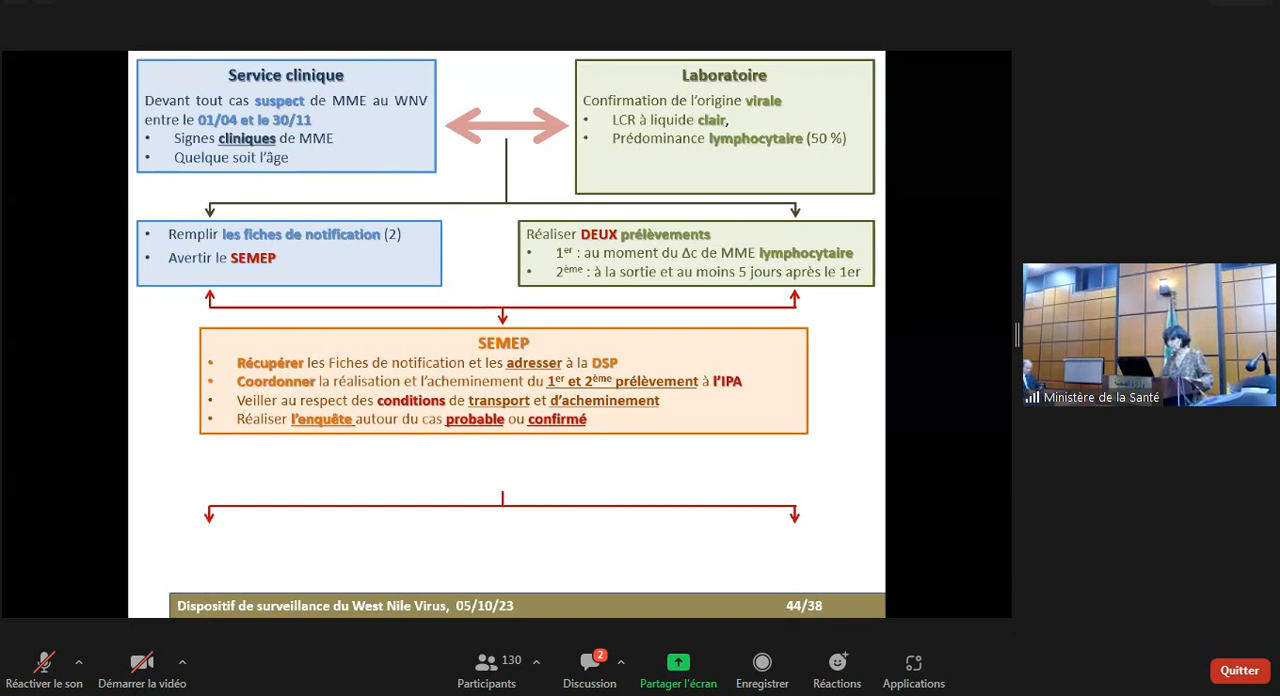 Service clinique
Devant tout cas suspect de MME au WNV
entre le 01/04 et le 30/11
• Signes cliniques de MME
• Quelque soit l'âge
Laboratoire
Confirmation de l'origine virale
• LCR à liquide clair,
• Prédominance lymphocytaire (50 %)
• Remplir les fiches de notification (2)
• Avertir le SEMEP
Réaliser DEUX prélèvements
• 1er : au moment du Δc de MME lymphocytaire
• 2ème : à la sortie et au moins 5 jours après le 1er
SEMEP
• Récupérer les Fiches de notification et les adresser à la DSP
• Coordonner la réalisation et l'acheminement du 1er et 2ème prélèvement à l'IPA
• Veiller au respect des conditions de transport et d'acheminement
• Réaliser l'enquête autour du cas probable ou confirmé
Dispositif de surveillance du West Nile Virus, 05/10/23
44/38
Ministère de la Santé
Réactiver le son
Démarrer la vidéo
130
Participants
2
Discussion
Partager l'écran
Enregistrer
Réactions
Applications
Quitter